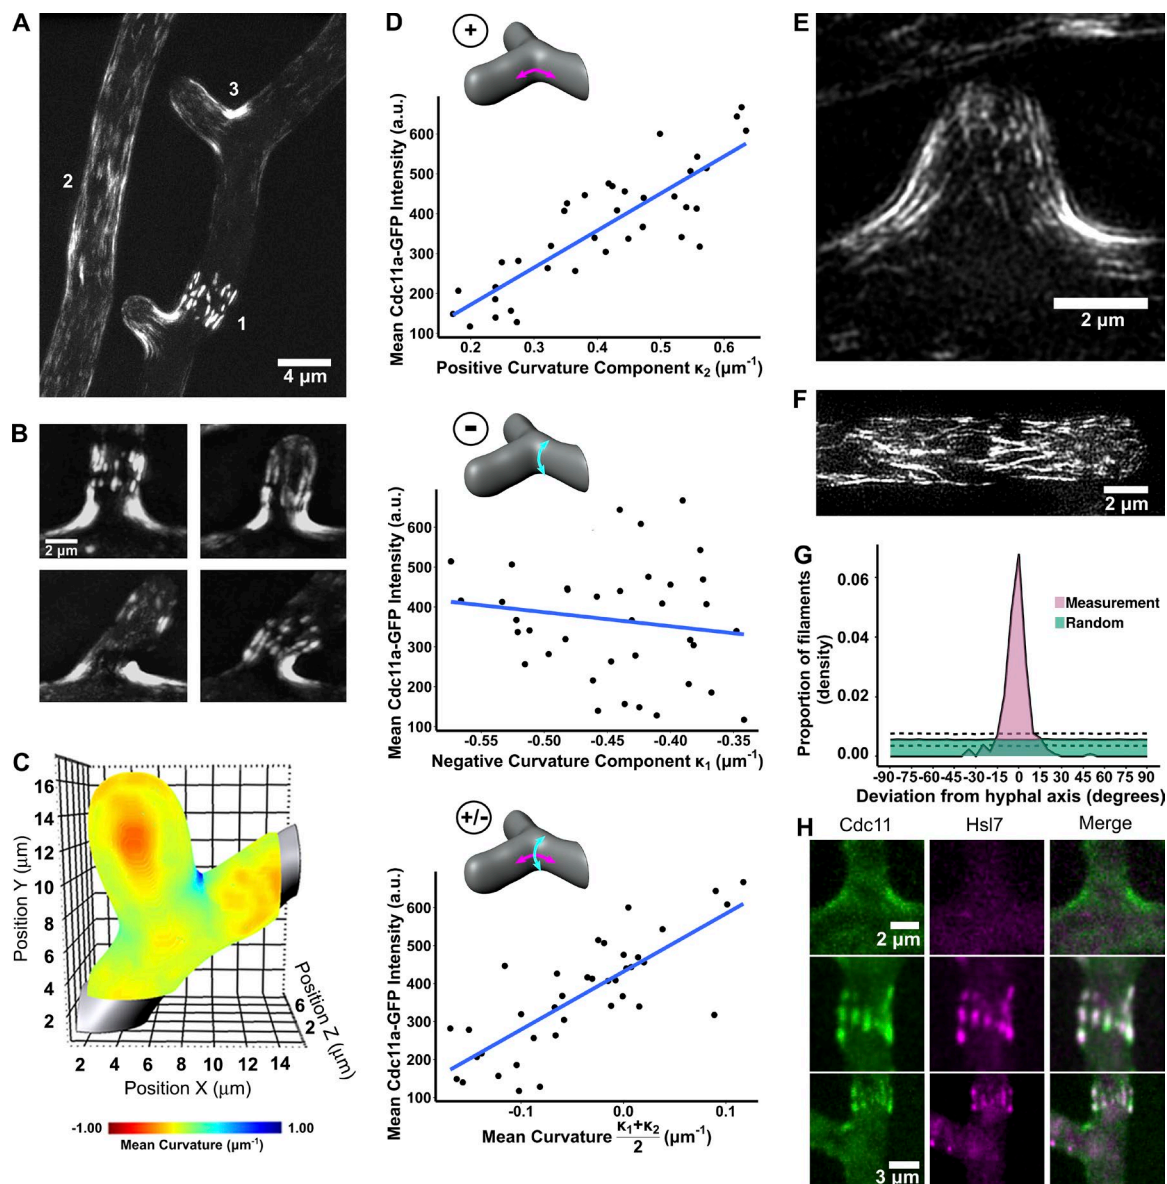 A
3
2
1
4 µm
B
2 µm
C
16
14
12
10
8
6
4
2
Position Y (µm)
2 4 6 8 10 12 14
Position X (µm)
6
2
Position Z
(µm)
-1.00
1.00
Mean Curvature (µm-1)
D
+
Mean Cdc11a-GFP Intensity (a.u.)
600
500
400
300
200
100
0.2 0.3 0.4 0.5 0.6
Positive Curvature Component κ2 (µm-1)
-
Mean Cdc11a-GFP Intensity (a.u.)
600
500
400
300
200
100
-0.55 -0.50 -0.45 -0.40 -0.35
Negative Curvature Component κ1 (µm-1)
+/-
Mean Cdc11a-GFP Intensity (a.u.)
600
500
400
300
200
100
-0.1 0.0 0.1
Mean Curvature κ1+κ2/2 (µm-1)
E
2 µm
F
2 µm
G
Proportion of filaments
(density)
0.06
0.04
0.02
0.00
Measurement
Random
-90 -75 -60 -45 -30 -15 0 15 30 45 60 75 90
Deviation from hyphal axis (degrees)
H
Cdc11 Hsl7 Merge
2 µm
3 µm